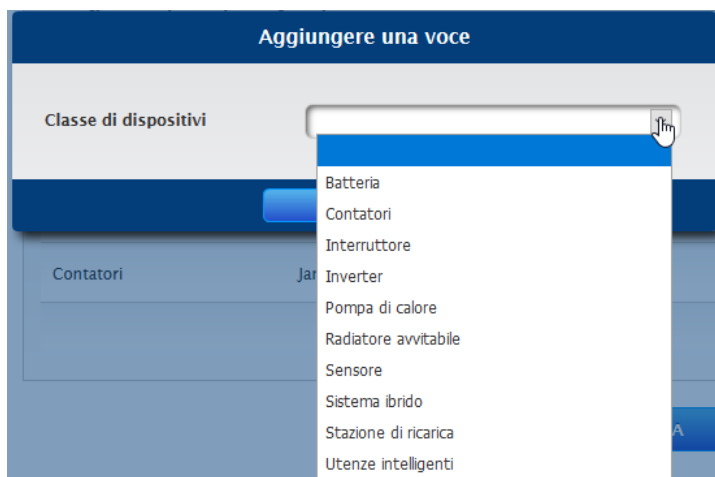 Aggiungere una voce
Classe di dispositivi
Batteria
Contatori
Interruttore
Inverter
Contatori
Pompa di calore
Radiatore avvitabile
Sensore
Sistema ibrido
Stazione di ricarica
A
Utenze intelligenti